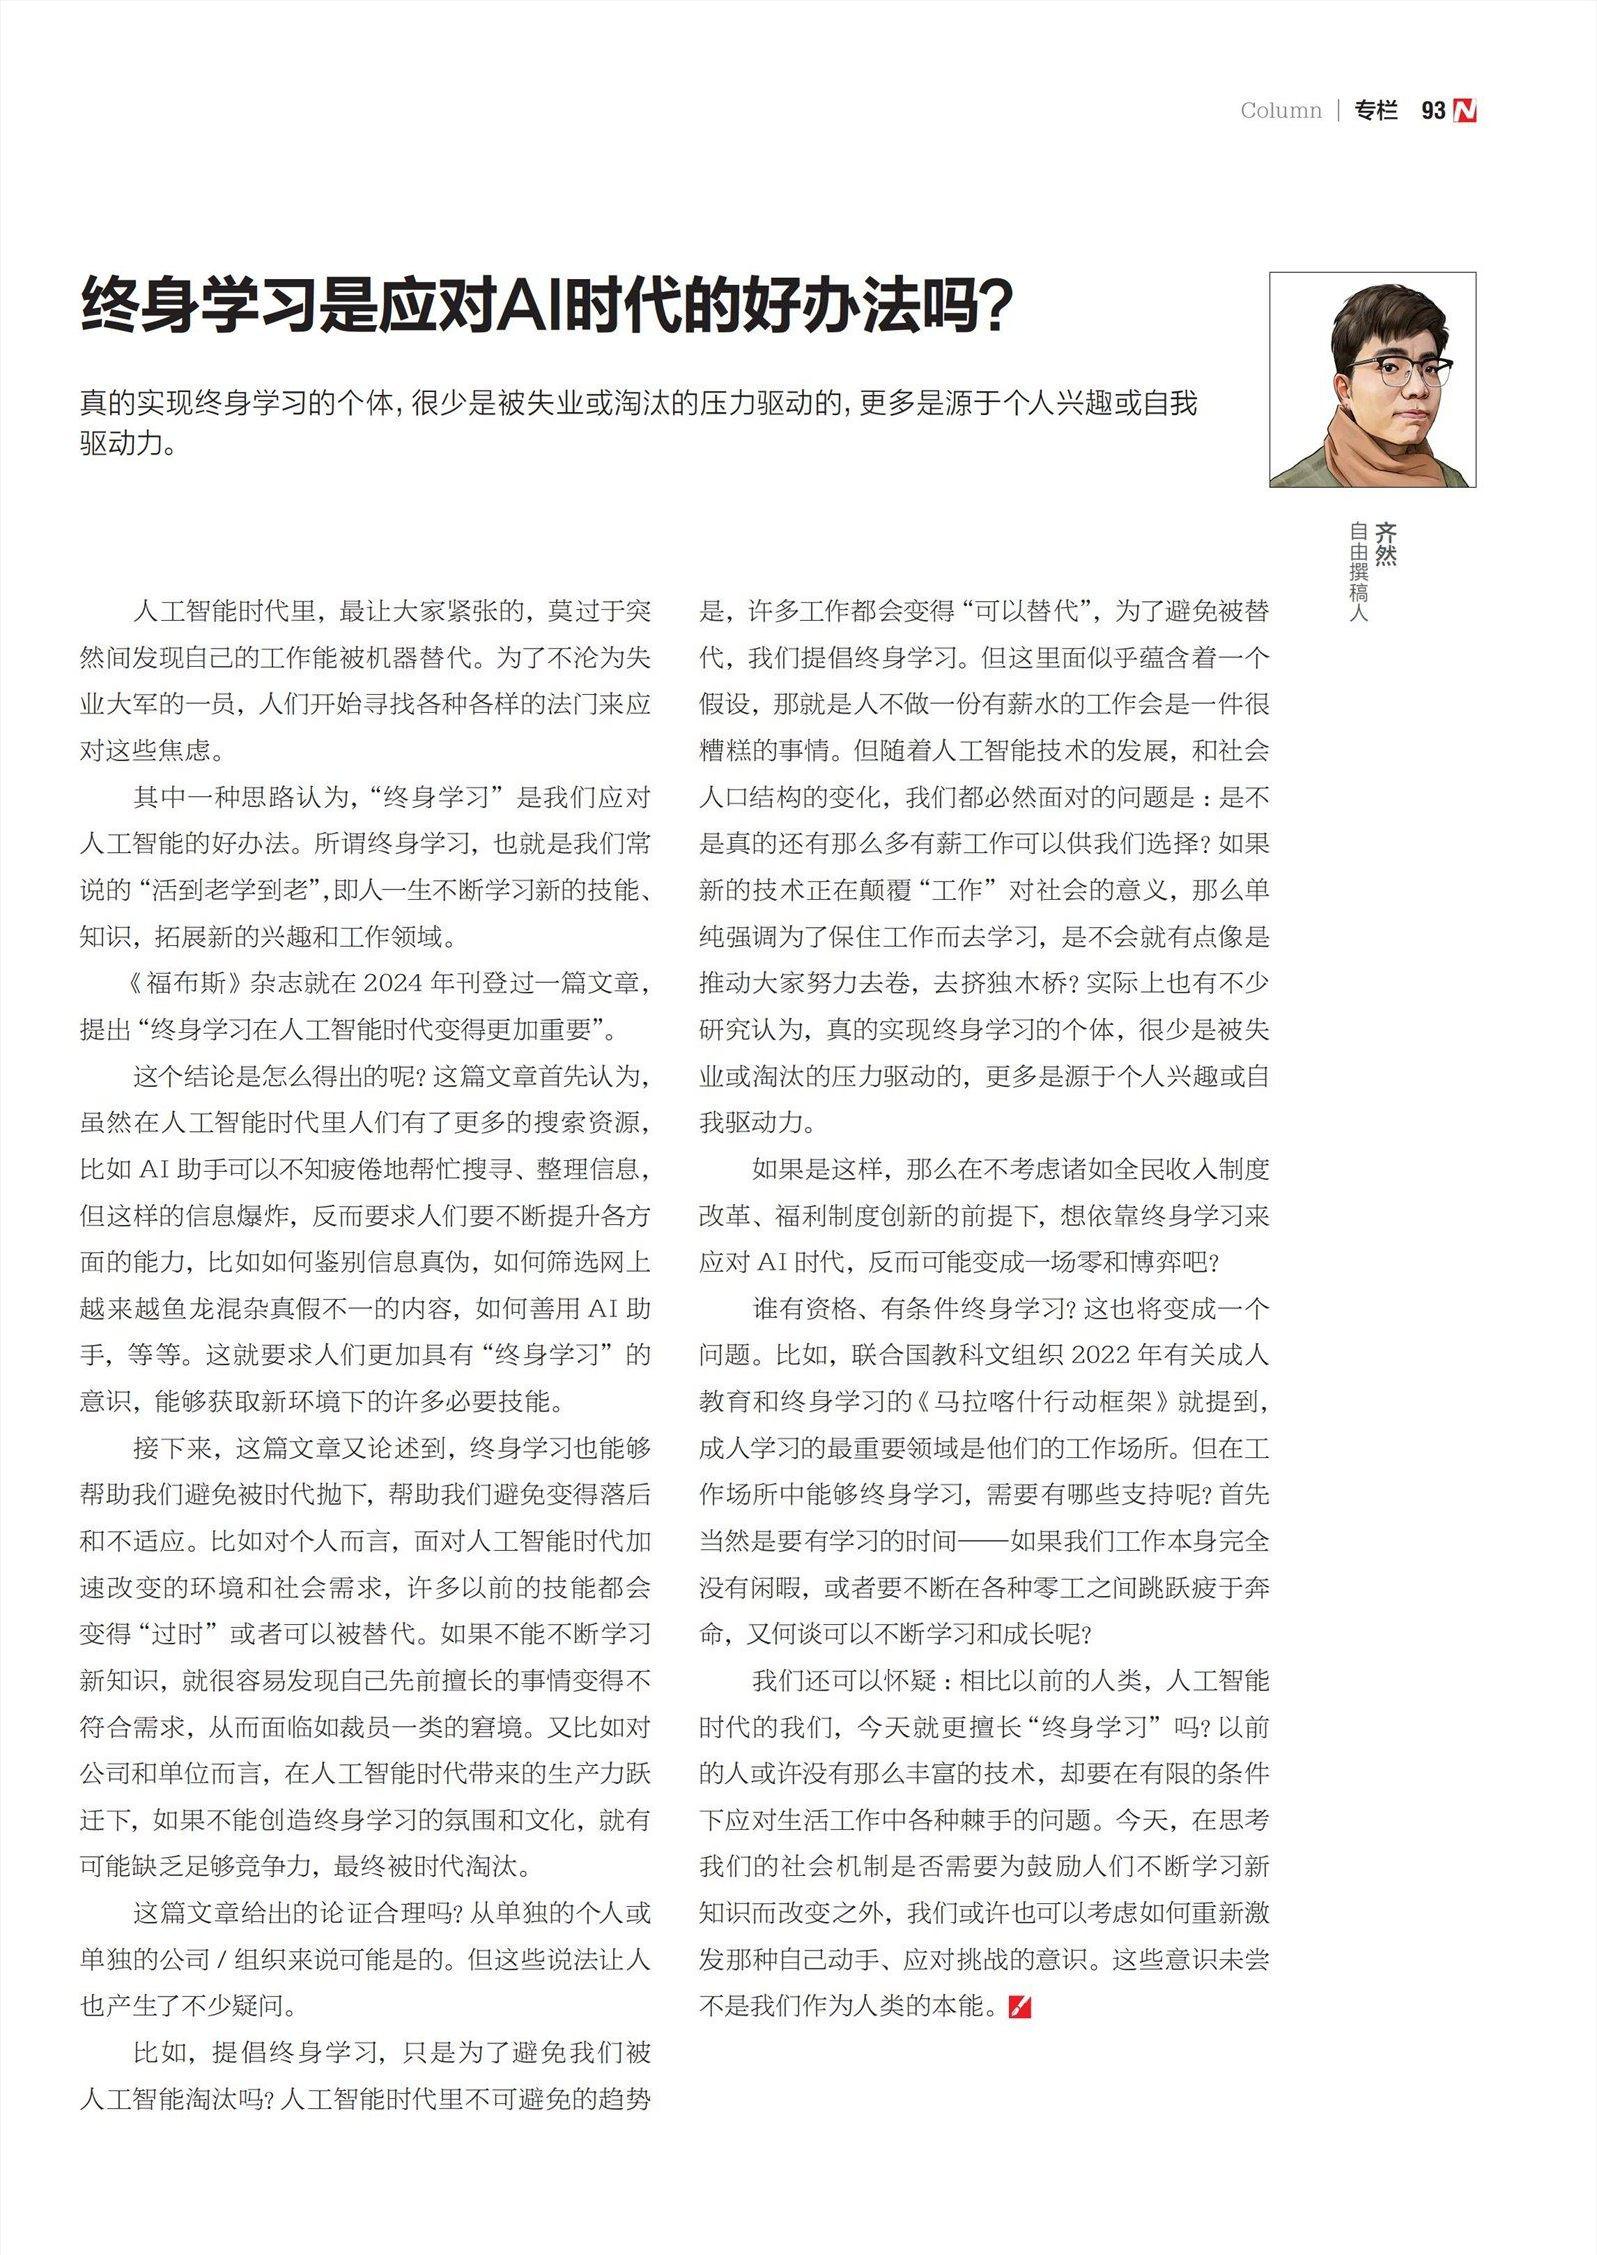 Column | 专栏 93
终身学习是应对AI时代的好办法吗?
真的实现终身学习的个体，很少是被失业或淘汰的压力驱动的，更多是源于个人兴趣或自我
驱动力。
齐然
自由撰稿人
人工智能时代里，最让大家紧张的，莫过于突
然间发现自己的工作能被机器替代。为了不沦为失
业大军的一员，人们开始寻找各种各样的法门来应
对这些焦虑。
其中一种思路认为，“终身学习”是我们应对
人工智能的好办法。所谓终身学习，也就是我们常
说的“活到老学到老”，即人一生不断学习新的技能、
知识，拓展新的兴趣和工作领域。
《福布斯》杂志就在 2024 年刊登过一篇文章，
提出“终身学习在人工智能时代变得更加重要”。
这个结论是怎么得出的呢？这篇文章首先认为，
虽然在人工智能时代里人们有了更多的搜索资源，
比如 AI 助手可以不知疲倦地帮忙搜寻、整理信息，
但这样的信息爆炸，反而要求人们要不断提升各方
面的能力，比如如何鉴别信息真伪，如何筛选网上
越来越鱼龙混杂真假不一的内容，如何善用 AI 助
手，等等。这就要求人们更加具有“终身学习”的
意识，能够获取新环境下的许多必要技能。
接下来，这篇文章又论述到，终身学习也能够
帮助我们避免被时代抛下，帮助我们避免变得落后
和不适应。比如对个人而言，面对人工智能时代加
速改变的环境和社会需求，许多以前的技能都会
变得“过时”或者可以被替代。如果不能不断学习
新知识，就很容易发现自己先前擅长的事情变得不
符合需求，从而面临如裁员一类的窘境。又比如对
公司和单位而言，在人工智能时代带来的生产力跃
迁下，如果不能创造终身学习的氛围和文化，就有
可能缺乏足够竞争力，最终被时代淘汰。
这篇文章给出的论证合理吗？从单独的个人或
单独的公司 / 组织来说可能是的。但这些说法让人
也产生了不少疑问。
比如，提倡终身学习，只是为了避免我们被
人工智能淘汰吗？人工智能时代里不可避免的趋势
是，许多工作都会变得“可以替代”，为了避免被替
代，我们提倡终身学习。但这里面似乎蕴含着一个
假设，那就是人不做一份有薪水的工作会是一件很
糟糕的事情。但随着人工智能技术的发展，和社会
人口结构的变化，我们都必然面对的问题是：是不
是真的还有那么多有薪工作可以供我们选择？如果
新的技术正在颠覆“工作”对社会的意义，那么单
纯强调为了保住工作而去学习，是不会就有点像是
推动大家努力去卷，去挤独木桥？实际上也有不少
研究认为，真的实现终身学习的个体，很少是被失
业或淘汰的压力驱动的，更多是源于个人兴趣或自
我驱动力。
如果是这样，那么在不考虑诸如全民收入制度
改革、福利制度创新的前提下，想依靠终身学习来
应对 AI 时代，反而可能变成一场零和博弈吧？
谁有资格、有条件终身学习？这也将变成一个
问题。比如，联合国教科文组织 2022 年有关成人
教育和终身学习的《马拉喀什行动框架》就提到，
成人学习的最重要领域是他们的工作场所。但在工
作场所中能够终身学习，需要有哪些支持呢？首先
当然是要有学习的时间——如果我们工作本身完全
没有闲暇，或者要不断在各种零工之间跳跃疲于奔
命，又何谈可以不断学习和成长呢？
我们还可以怀疑：相比以前的人类，人工智能
时代的我们，今天就更擅长“终身学习”吗？以前
的人或许没有那么丰富的技术，却要在有限的条件
下应对生活工作中各种棘手的问题。今天，在思考
我们的社会机制是否需要为鼓励人们不断学习新
知识而改变之外，我们或许也可以考虑如何重新激
发那种自己动手、应对挑战的意识。这些意识未尝
不是我们作为人类的本能。